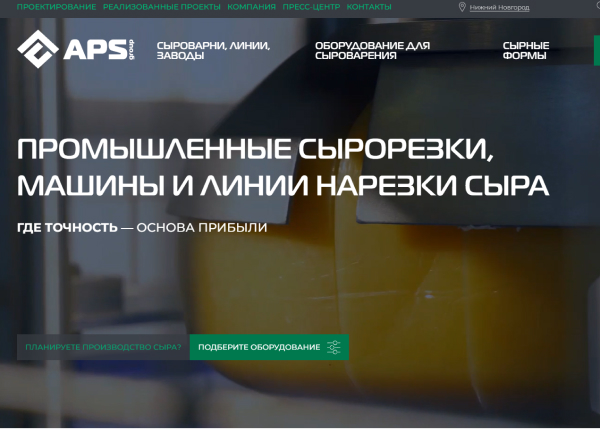 ПРОЕКТИРОВАНИЕ РЕАЛИЗОВАННЫЕ ПРОЕКТЫ КОМПАНИЯ ПРЕСС-ЦЕНТР КОНТАКТЫ Нижний Новгород
APS group
СЫРОВАРНИ, ЛИНИИ, ЗАВОДЫ
ОБОРУДОВАНИЕ ДЛЯ СЫРОВАРЕНИЯ
СЫРНЫЕ ФОРМЫ
ПРОМЫШЛЕННЫЕ СЫРОРЕЗКИ,
МАШИНЫ И ЛИНИИ НАРЕЗКИ СЫРА
ГДЕ ТОЧНОСТЬ — ОСНОВА ПРИБЫЛИ
ПЛАНИРУЕТЕ ПРОИЗВОДСТВО СЫРА? ПОДБЕРИТЕ ОБОРУДОВАНИЕ